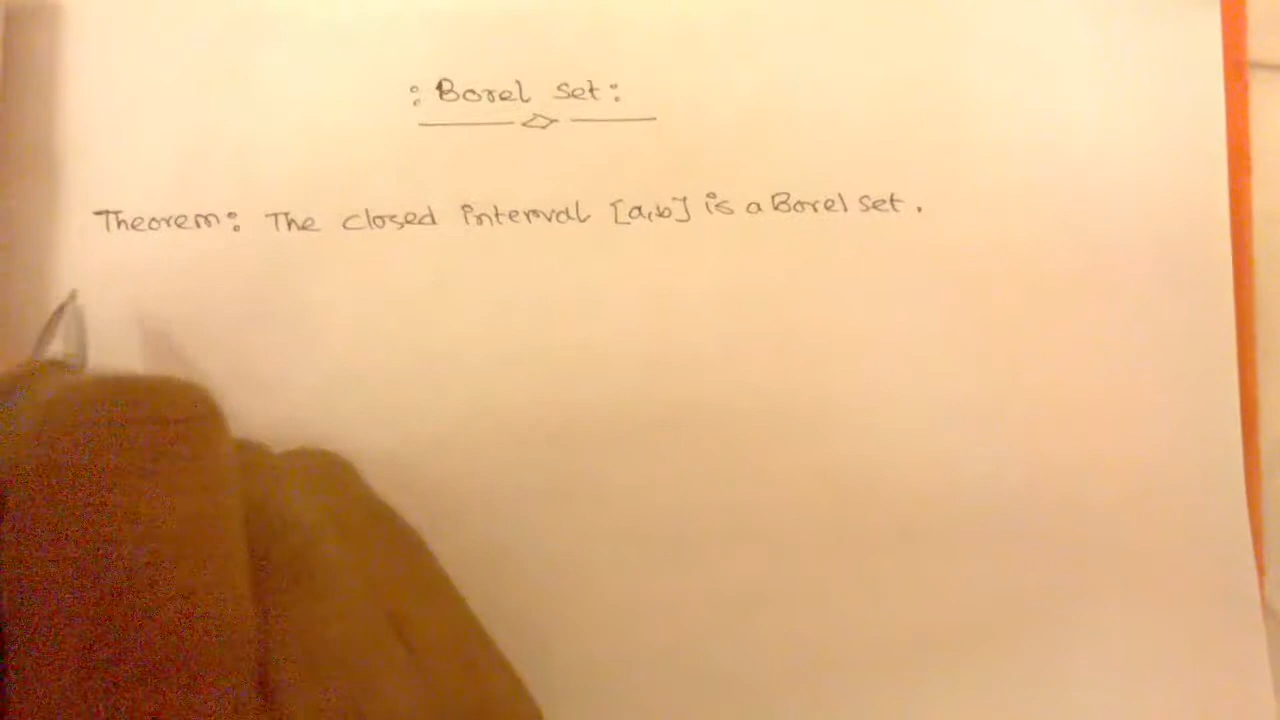 : Borel set :
Theorem: The closed interval [a,b] is a Borel set.